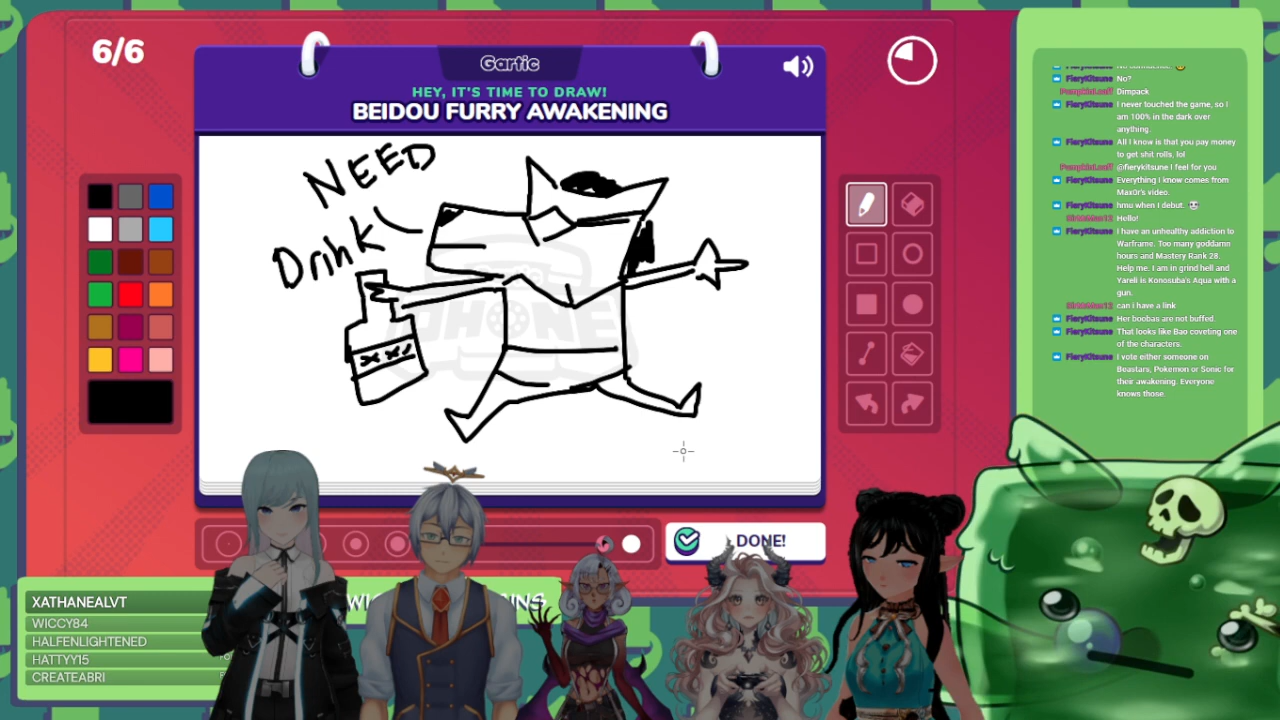 6/6
Gartic
HEY, IT'S TIME TO DRAW!
BEIDOU FURRY AWAKENING
NEED
Drink
XXX
DONE!
XATHANEALVT
WICCY84
HALFENLIGHTENED
HATTYY15
CREATEABRI
FieryKitsune No?
PumpkinLuff Dimpack
FieryKitsune I never touched the game, so I
am 100% in the dark over
anything.
FieryKitsune All I know is that you pay money
to get shit rolls, lol
PumpkinLuff @fierykitsune I feel for you
FieryKitsune Everything I know comes from
Max0r's video.
FieryKitsune hmu when I debut.
Hello!
FieryKitsune I have an unhealthy addiction to
Warframe. Too many goddamn
hours and Mastery Rank 28.
Help me. I am in grind hell and
Yareli is Konosuba's Aqua with a
gun.
can i have a link
FieryKitsune Her boobas are not buffed.
FieryKitsune That looks like Bao coveting one
of the characters.
FieryKitsune I vote either someone on
Beastars, Pokemon or Sonic for
their awakening. Everyone
knows those.